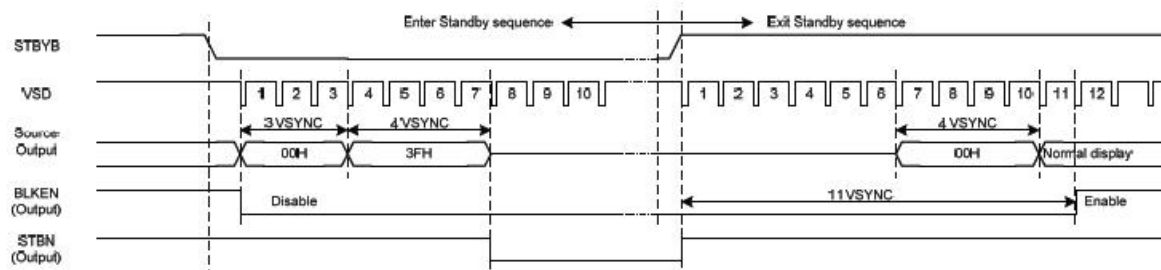 Enter Standby sequence Exit Standby sequence
STBYB
VSD 1 2 3 4 5 6 7 8 9 10 1 2 3 4 5 6 7 8 9 10 11 12
3 VSYNC 4 VSYNC 4 VSYNC
Source
Output 00H 3FH 00H Normal display
BLKEN
(Output) Disable 11 VSYNC Enable
STBN
(Output)